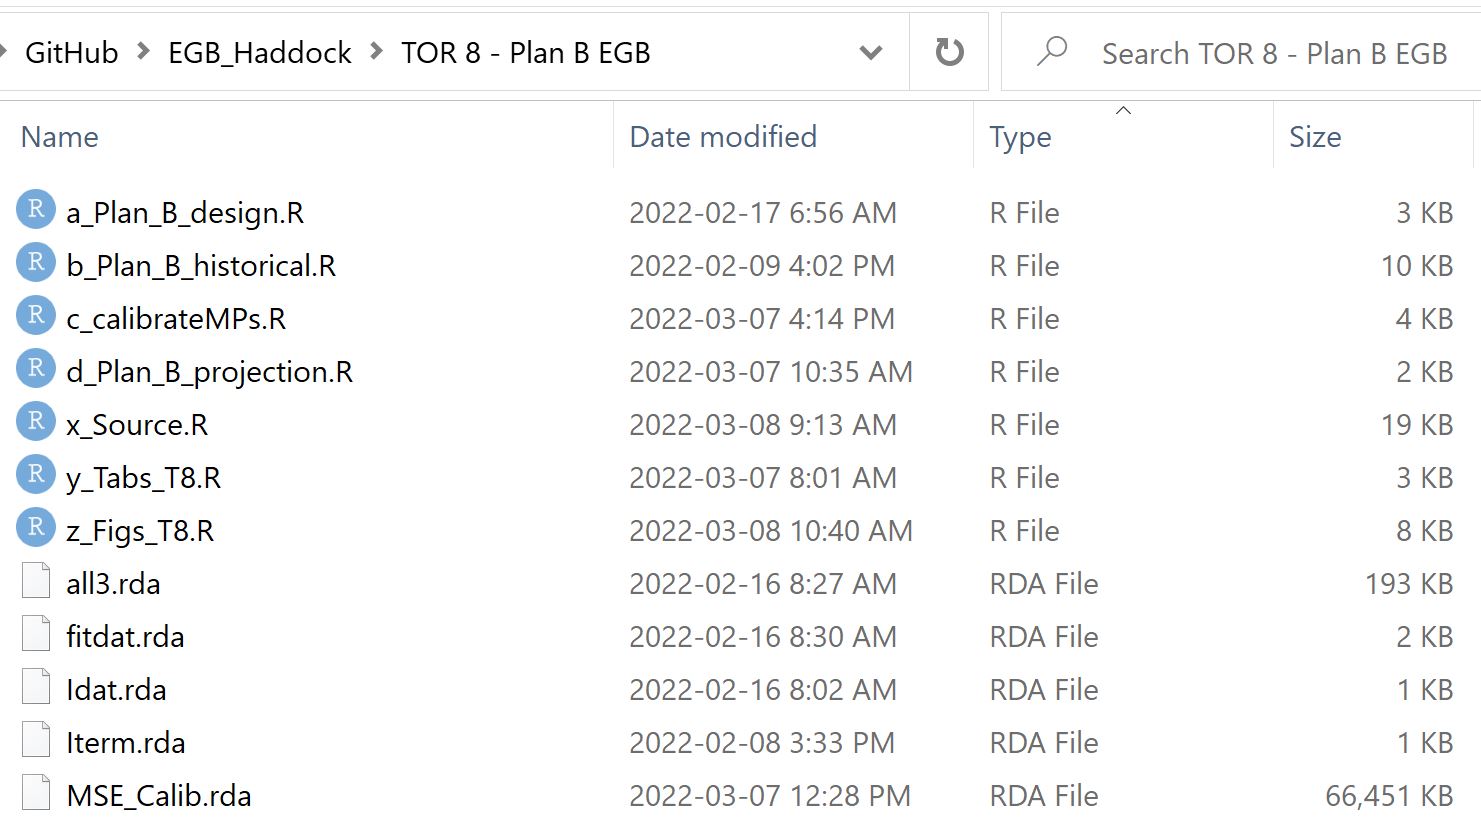 GitHub > EGB_Haddock > TOR 8 - Plan B EGB Search TOR 8 - Plan B EGB
Name Date modified Type Size
R a_Plan_B_design.R 2022-02-17 6:56 AM R File 3 KB
R b_Plan_B_historical.R 2022-02-09 4:02 PM R File 10 KB
R c_calibrateMPs.R 2022-03-07 4:14 PM R File 4 KB
R d_Plan_B_projection.R 2022-03-07 10:35 AM R File 2 KB
R x_Source.R 2022-03-08 9:13 AM R File 19 KB
R y_Tabs_T8.R 2022-03-07 8:01 AM R File 3 KB
R z_Figs_T8.R 2022-03-08 10:40 AM R File 8 KB
all3.rda 2022-02-16 8:27 AM RDA File 193 KB
fitdat.rda 2022-02-16 8:30 AM RDA File 2 KB
Idat.rda 2022-02-16 8:02 AM RDA File 1 KB
Iterm.rda 2022-02-08 3:33 PM RDA File 1 KB
MSE_Calib.rda 2022-03-07 12:28 PM RDA File 66,451 KB